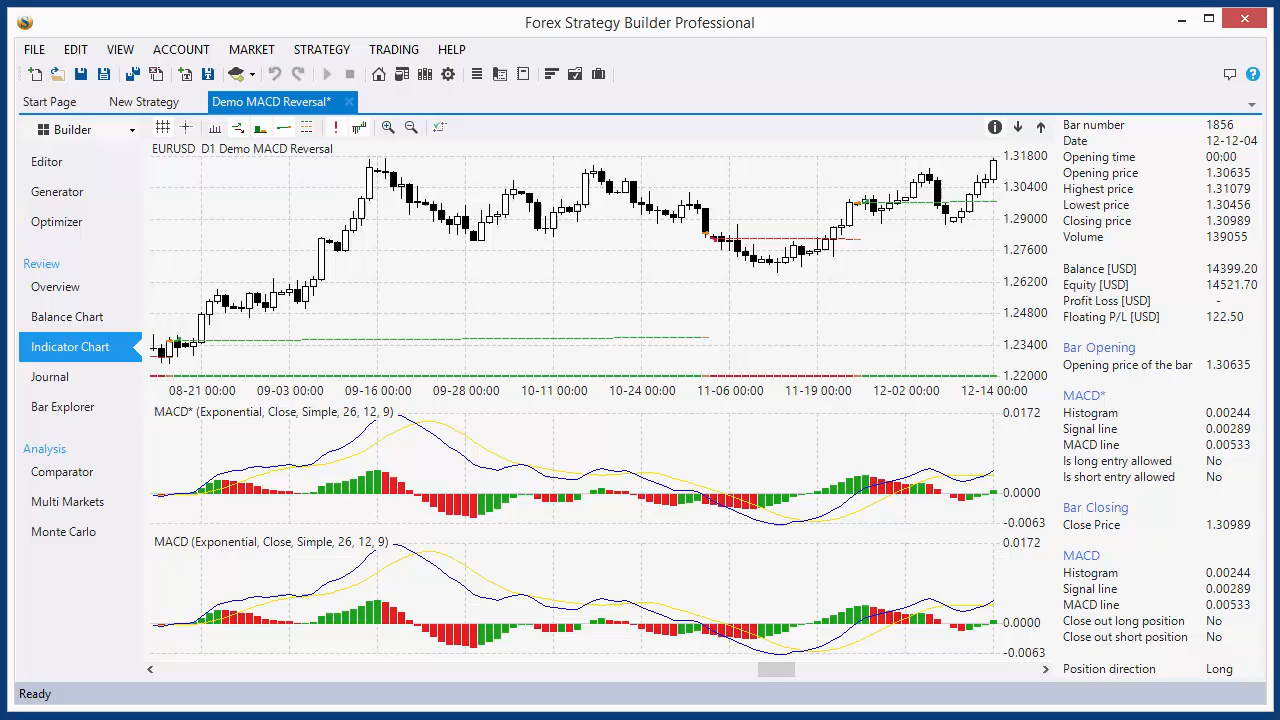 Forex Strategy Builder Professional
FILE EDIT VIEW ACCOUNT MARKET STRATEGY TRADING HELP
Start Page New Strategy Demo MACD Reversal*
Builder
Editor
Generator
Optimizer
Review
Overview
Balance Chart
Indicator Chart
Journal
Bar Explorer
Analysis
Comparator
Multi Markets
Monte Carlo
EURUSD D1 Demo MACD Reversal
1.31800
1.30400
1.29000
1.27600
1.26200
1.24800
1.23400
1.22000
08-21 00:00 09-03 00:00 09-16 00:00 09-28 00:00 10-11 00:00 10-24 00:00 11-06 00:00 11-19 00:00 12-02 00:00 12-14 00:00
MACD* (Exponential, Close, Simple, 26, 12, 9)
0.0172
0.0000
-0.0063
MACD (Exponential, Close, Simple, 26, 12, 9)
0.0172
0.0000
-0.0063
Bar number 1856
Date 12-12-04
Opening time 00:00
Opening price 1.30635
Highest price 1.31079
Lowest price 1.30456
Closing price 1.30989
Volume 139055
Balance [USD] 14399.20
Equity [USD] 14521.70
Profit Loss [USD] -
Floating P/L [USD] 122.50
Bar Opening
Opening price of the bar 1.30635
MACD*
Histogram 0.00244
Signal line 0.00289
MACD line 0.00533
Is long entry allowed No
Is short entry allowed No
Bar Closing
Close Price 1.30989
MACD
Histogram 0.00244
Signal line 0.00289
MACD line 0.00533
Close out long position No
Close out short position No
Position direction Long
Ready